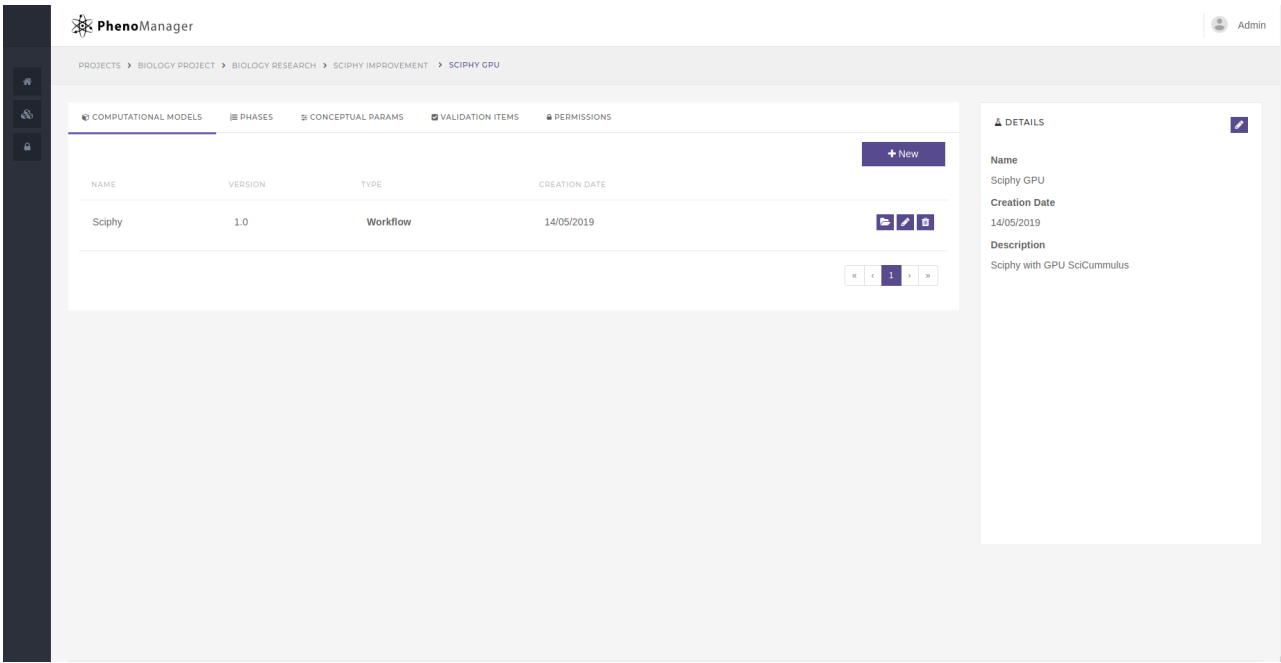 PhenoManager
Admin
PROJECTS > BIOLOGY PROJECT > BIOLOGY RESEARCH > SCIPHY IMPROVEMENT > SCIPHY GPU
COMPUTATIONAL MODELS PHASES CONCEPTUAL PARAMS VALIDATION ITEMS PERMISSIONS
+ New
NAME VERSION TYPE CREATION DATE
Sciphy 1.0 Workflow 14/05/2019
« ‹ 1 › »
DETAILS
Name
Sciphy GPU
Creation Date
14/05/2019
Description
Sciphy with GPU SciCummulus